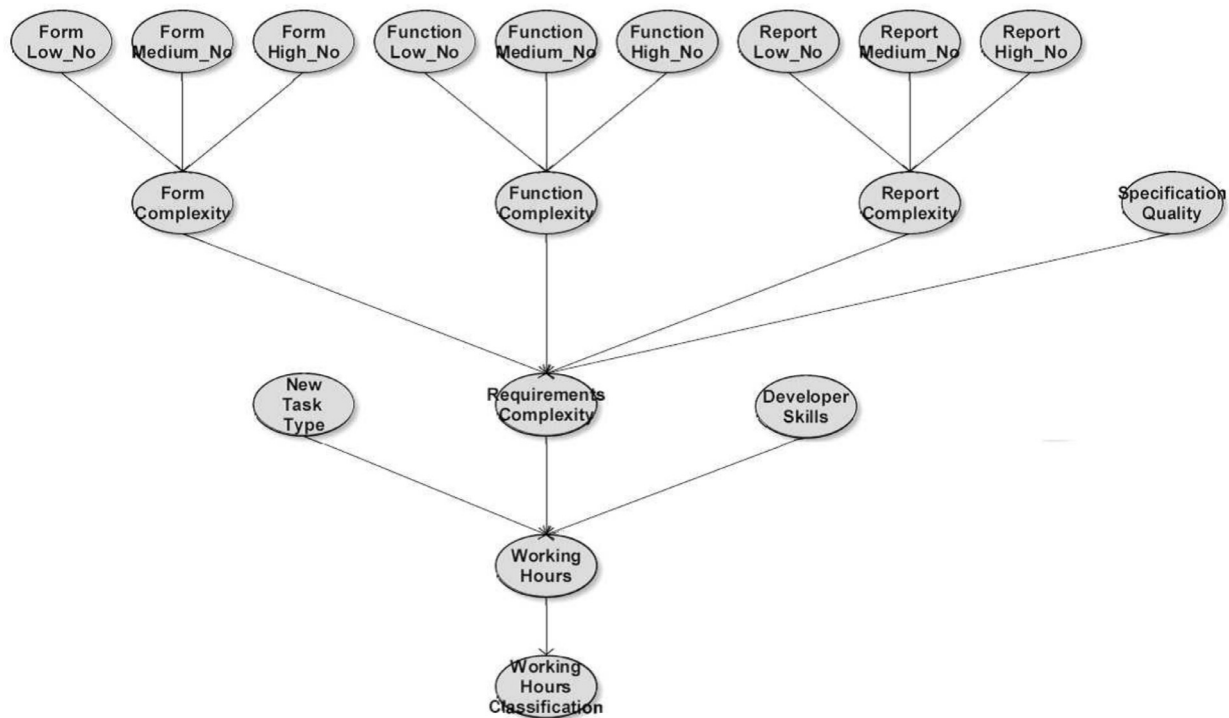 Form
Low_No
Form
Medium_No
Form
High_No
Function
Low_No
Function
Medium_No
Function
High_No
Report
Low_No
Report
Medium_No
Report
High_No
Form
Complexity
Function
Complexity
Report
Complexity
Specification
Quality
New
Task
Type
Requirements
Complexity
Developer
Skills
Working
Hours
Working
Hours
Classification